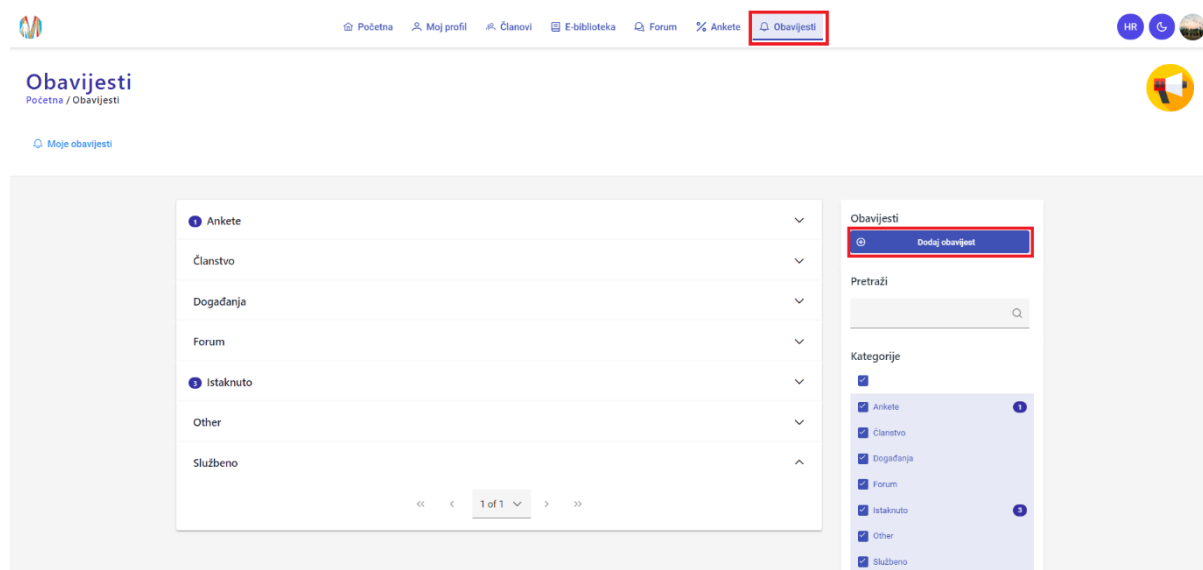 Početna Moj profil Članovi E-biblioteka Forum Ankete Obavijesti HR
Obavijesti
Početna / Obavijesti
Moje obavijesti
1 Ankete
Članstvo
Događanja
Forum
3 Istaknuto
Other
Službeno
1 of 1
Obavijesti
Dodaj obavijest
Pretraži
Kategorije
Ankete 1
Članstvo
Događanja
Forum
Istaknuto 3
Other
Službeno